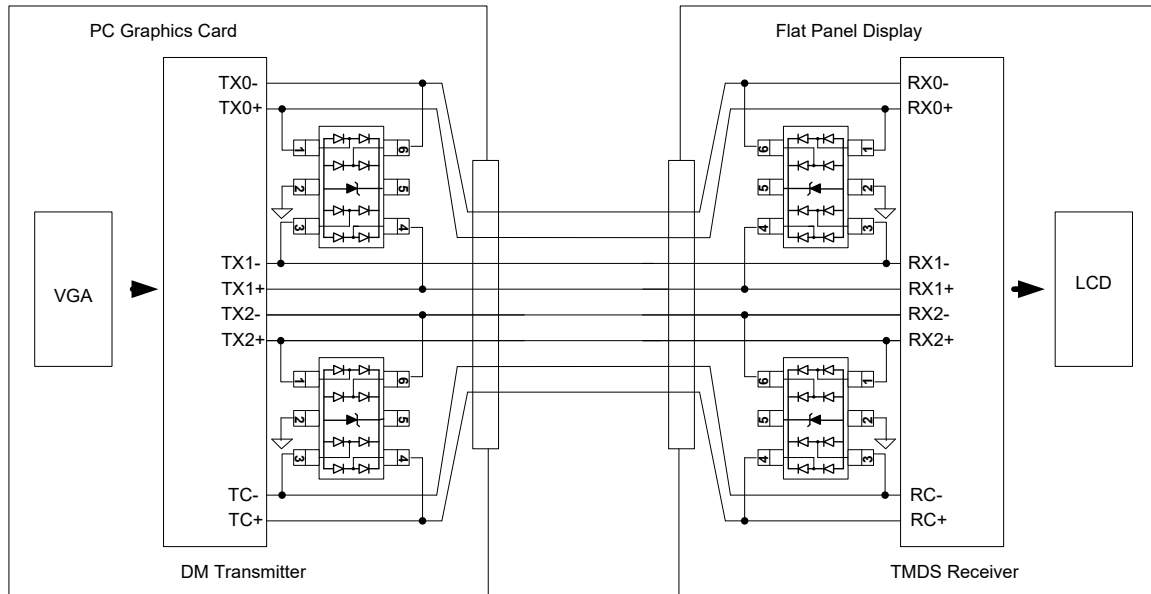 PC Graphics Card
Flat Panel Display
TX0-
TX0+
1
6
2
5
3
4
TX1-
TX1+
TX2-
TX2+
1
6
2
5
3
4
TC-
TC+
DM Transmitter
VGA
RX0-
RX0+
6
1
5
2
4
3
RX1-
RX1+
RX2-
RX2+
6
1
5
2
4
3
RC-
RC+
TMDS Receiver
LCD